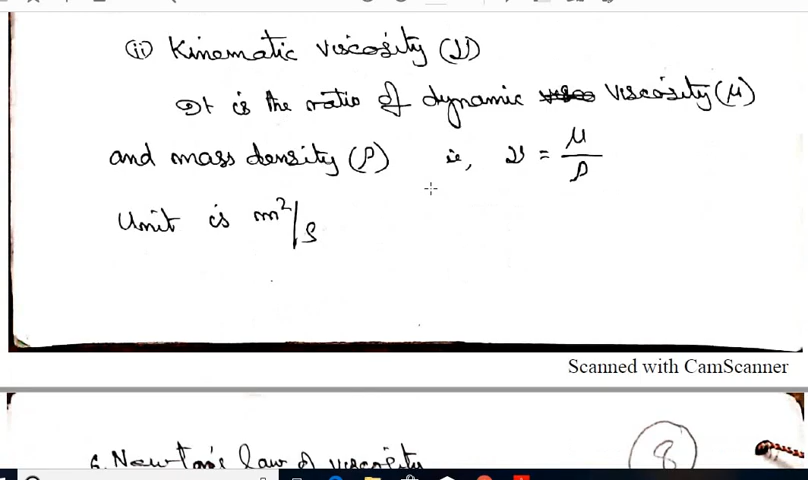 (ii) Kinematic viscosity (ν)
It is the ratio of dynamic viscosity (μ)
and mass density (ρ) ie, ν = μ/ρ
Unit is m²/s
Scanned with CamScanner
6. Newton's law of viscosity
8